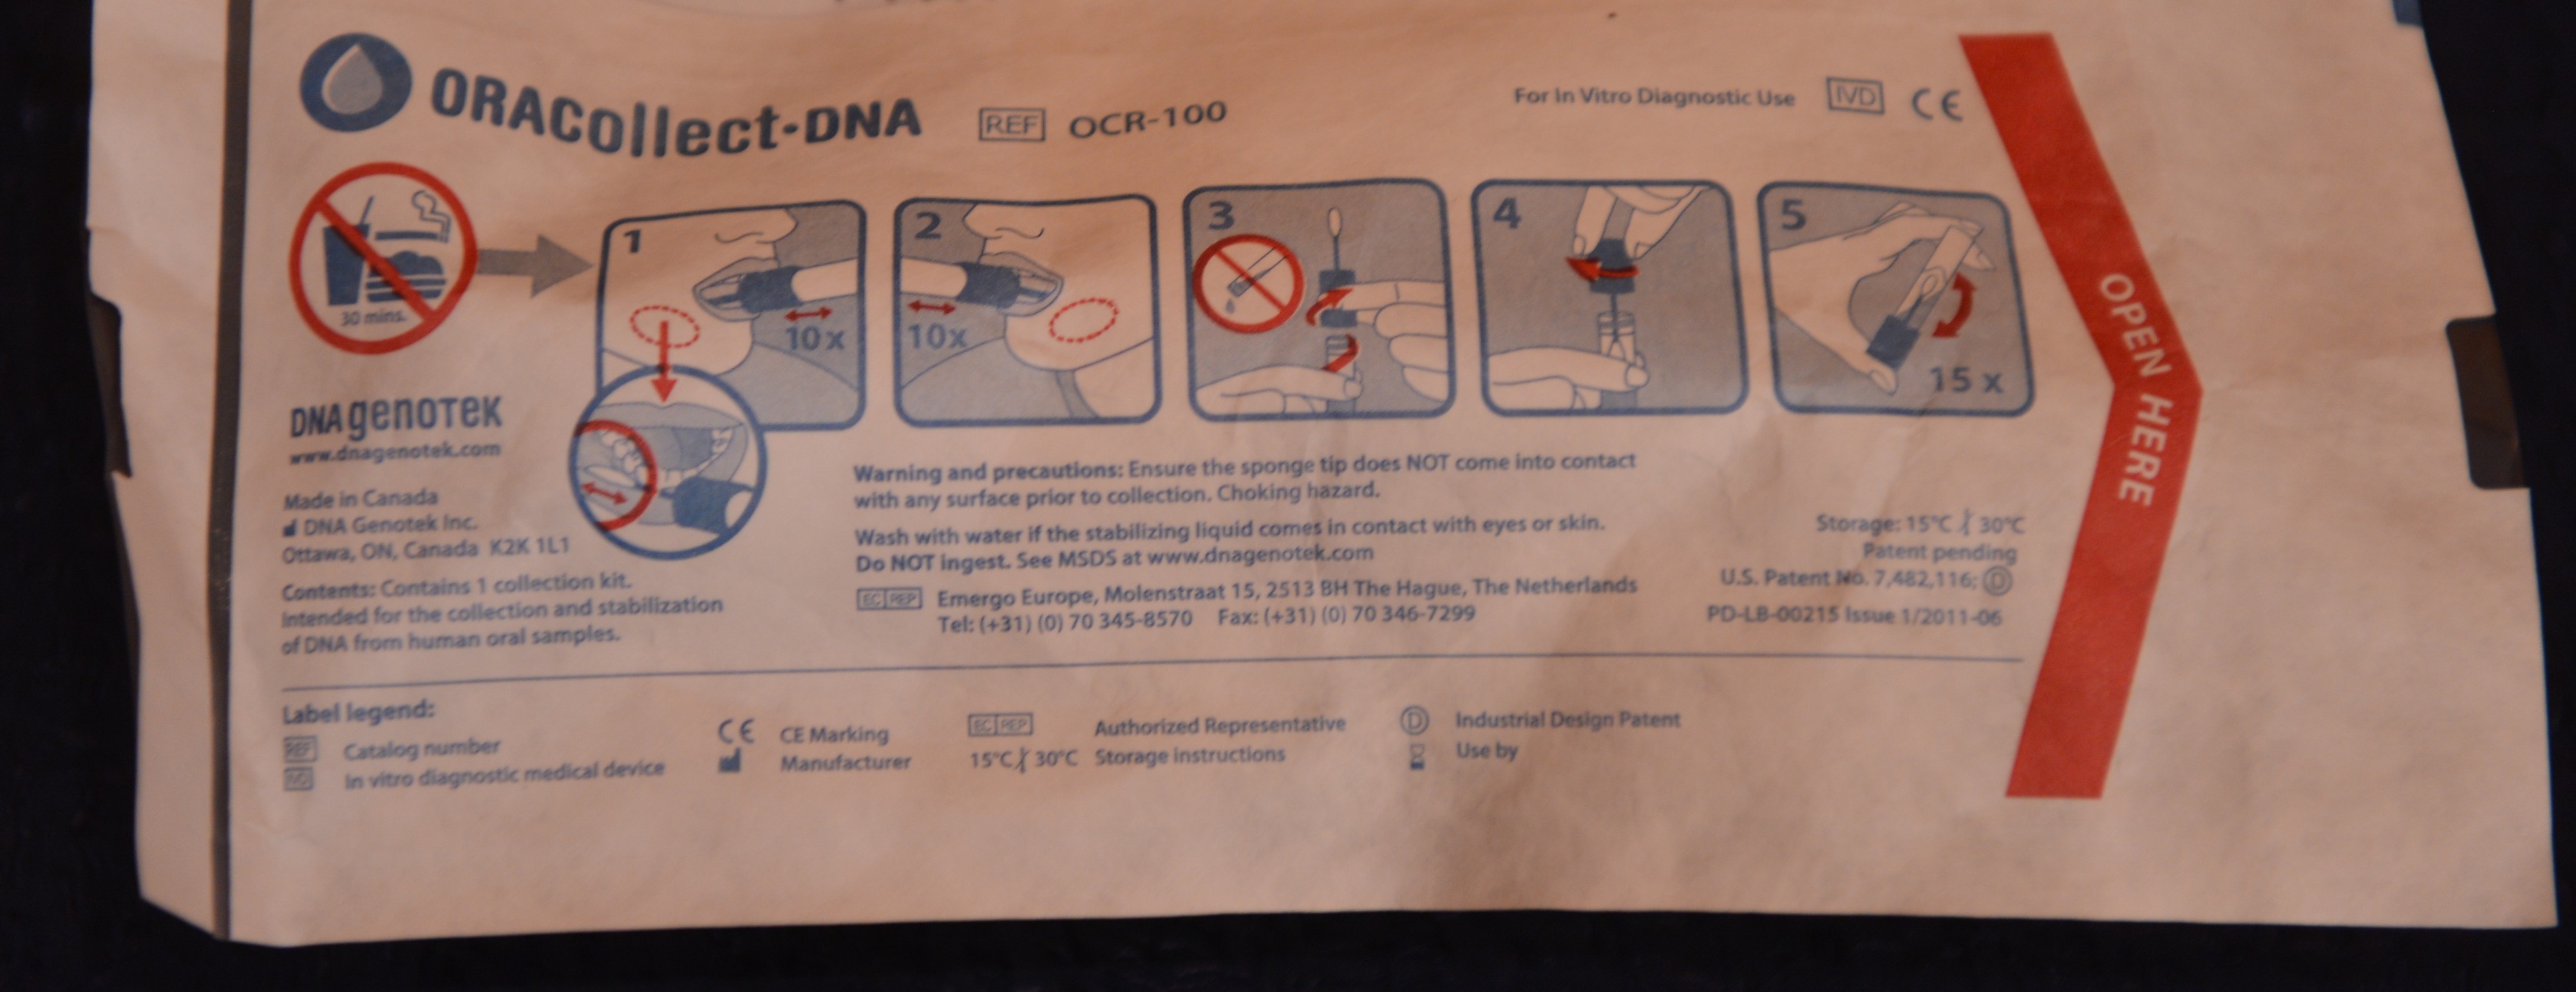 ORACollect·DNA REF OCR-100
For In Vitro Diagnostic Use IVD CE
30 mins.
1
10x
2
10x
3
4
5
15 x
OPEN HERE
DNAgenoTeK
www.dnagenotek.com
Made in Canada
DNA Genotek Inc.
Ottawa, ON, Canada K2K 1L1
Contents: Contains 1 collection kit.
Intended for the collection and stabilization
of DNA from human oral samples.
Warning and precautions: Ensure the sponge tip does NOT come into contact
with any surface prior to collection. Choking hazard.
Wash with water if the stabilizing liquid comes in contact with eyes or skin.
Do NOT ingest. See MSDS at www.dnagenotek.com
EC REP Emergo Europe, Molenstraat 15, 2513 BH The Hague, The Netherlands
Tel: (+31) (0) 70 345-8570 Fax: (+31) (0) 70 346-7299
Storage: 15°C 30°C
Patent pending
U.S. Patent No. 7,482,116; D
PD-LB-00215 Issue 1/2011-06
Label legend:
REF Catalog number
IVD In vitro diagnostic medical device
CE CE Marking
Manufacturer
EC REP Authorized Representative
15°C 30°C Storage instructions
D Industrial Design Patent
Use by